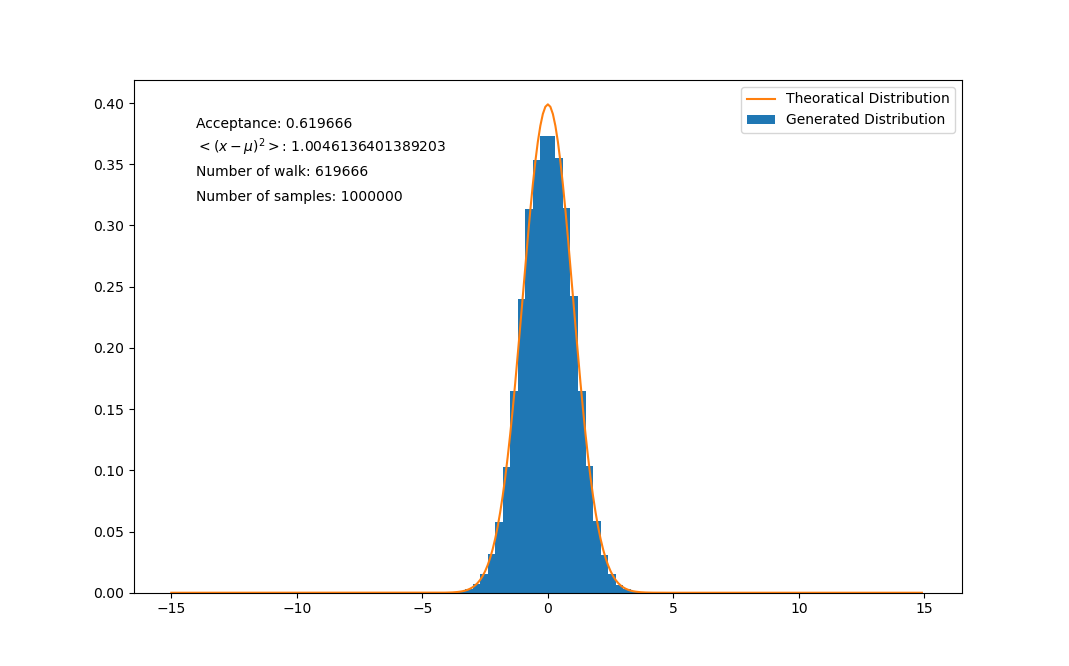 Acceptance: 0.619666
< (x − μ)² >: 1.0046136401389203
Number of walk: 619666
Number of samples: 1000000
Theoratical Distribution
Generated Distribution
0.40
0.35
0.30
0.25
0.20
0.15
0.10
0.05
0.00
−15 −10 −5 0 5 10 15